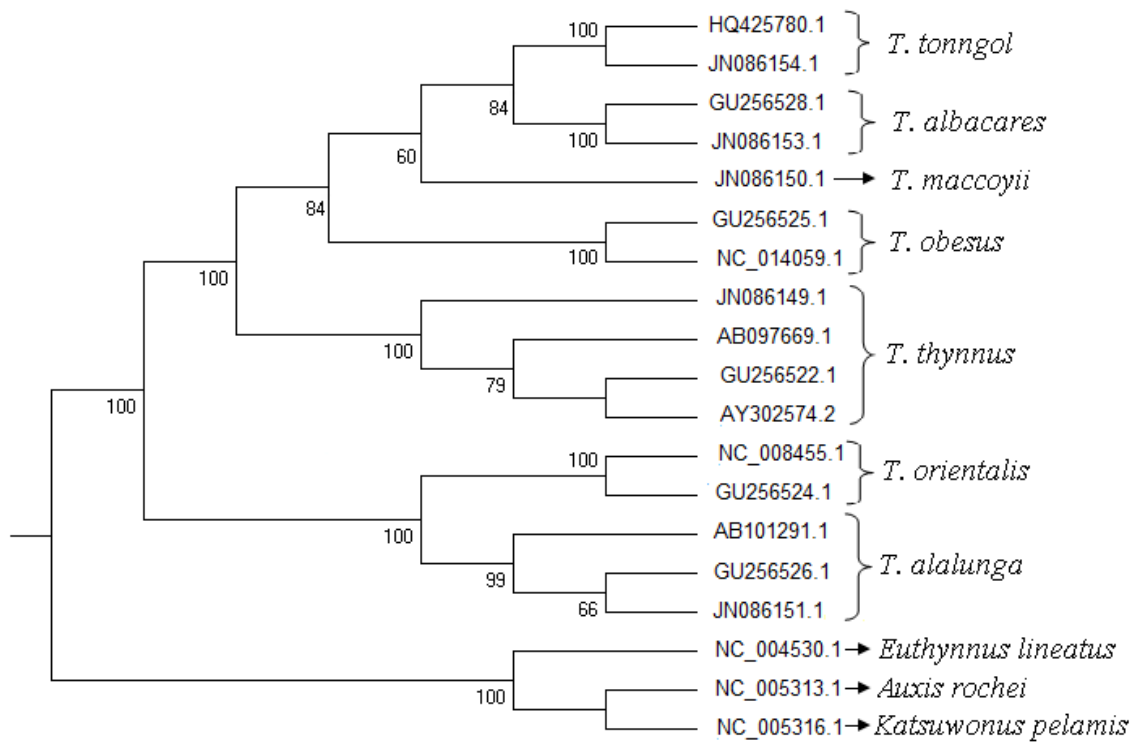 HQ425780.1
100
T. tonngol
JN086154.1
84
GU256528.1
T. albacares
100
JN086153.1
60
JN086150.1
T. maccoyii
84
GU256525.1
T. obesus
100
NC_014059.1
100
JN086149.1
100
AB097669.1
T. thynnus
79
GU256522.1
AY302574.2
100
NC_008455.1
100
T. orientalis
GU256524.1
100
AB101291.1
99
GU256526.1
T. alalunga
66
JN086151.1
NC_004530.1
Euthynnus lineatus
100
NC_005313.1
Auxis rochei
NC_005316.1
Katsuwonus pelamis